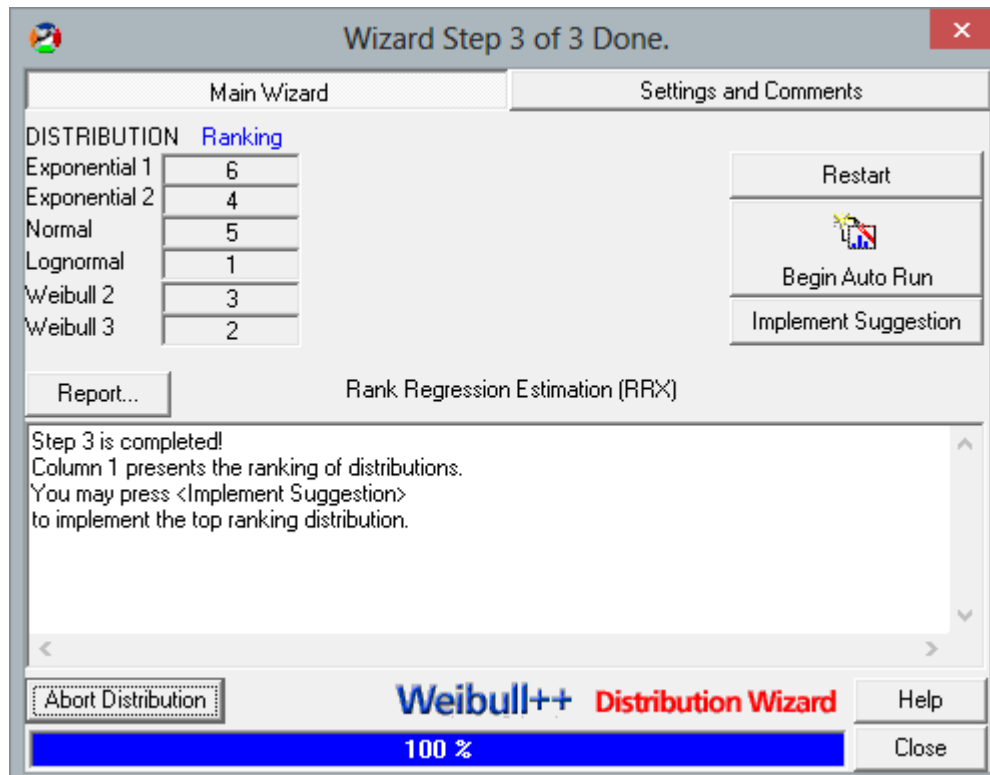 Wizard Step 3 of 3 Done.
Main Wizard
Settings and Comments
DISTRIBUTION Ranking
Exponential 1 6
Exponential 2 4
Normal 5
Lognormal 1
Weibull 2 3
Weibull 3 2
Restart
Begin Auto Run
Implement Suggestion
Report...
Rank Regression Estimation (RRX)
Step 3 is completed!
Column 1 presents the ranking of distributions.
You may press <Implement Suggestion>
to implement the top ranking distribution.
Abort Distribution
Weibull++ Distribution Wizard
Help
100 %
Close